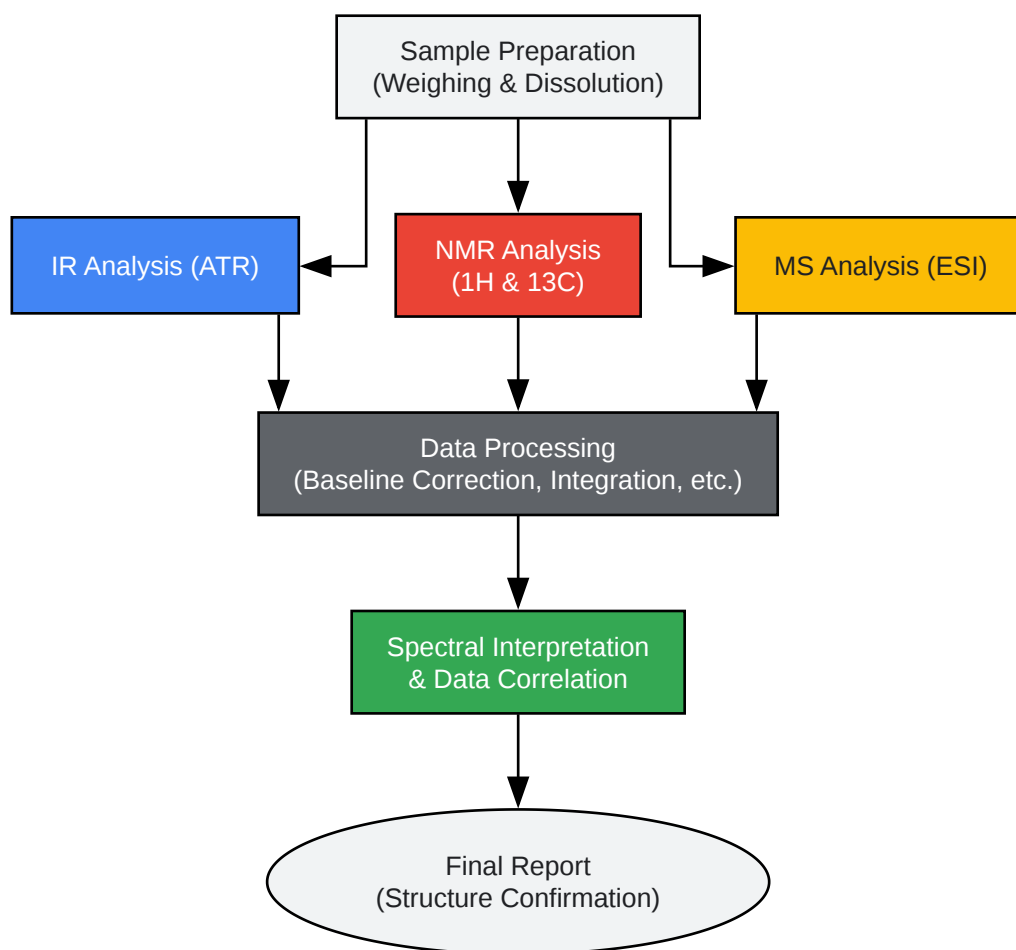 Sample Preparation
(Weighing & Dissolution)
IR Analysis (ATR)
NMR Analysis
(1H & 13C)
MS Analysis (ESI)
Data Processing
(Baseline Correction, Integration, etc.)
Spectral Interpretation
& Data Correlation
Final Report
(Structure Confirmation)